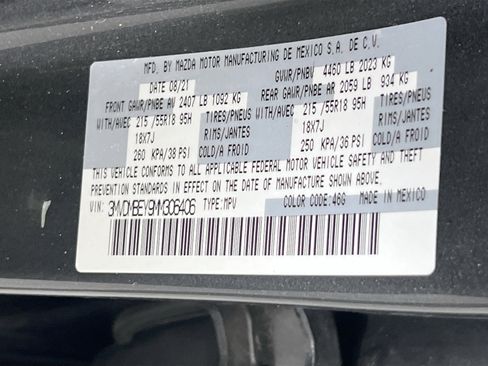 MFD. BY MAZDA MOTOR MANUFACTURING DE MEXICO S.A. DE C.V.
DATE 08/21 GVWR/PNBV 4460 LB 2023 KG
FRONT GAWR/PNBE AV 2407 LB 1092 KG REAR GAWR/PNBE AR 2059 LB 934 KG
WITH/AVEC 215 /55R18 95H TIRES/PNEUS WITH/AVEC 215 /55R18 95H TIRES/PNEUS
18X7J RIMS/JANTES 18X7J RIMS/JANTES
260 KPA/38 PSI COLD/A FROID 250 KPA/36 PSI COLD/A FROID
THIS VEHICLE CONFORMS TO ALL APPLICABLE FEDERAL MOTOR VEHICLE SAFETY AND THEFT
PREVENTION STANDARDS IN EFFECT ON THE DATE OF MANUFACTURE SHOWN ABOVE.
VIN: 3MVDMBEY9MM306406 TYPE:MPV COLOR CODE:46G MADE IN MEXICO